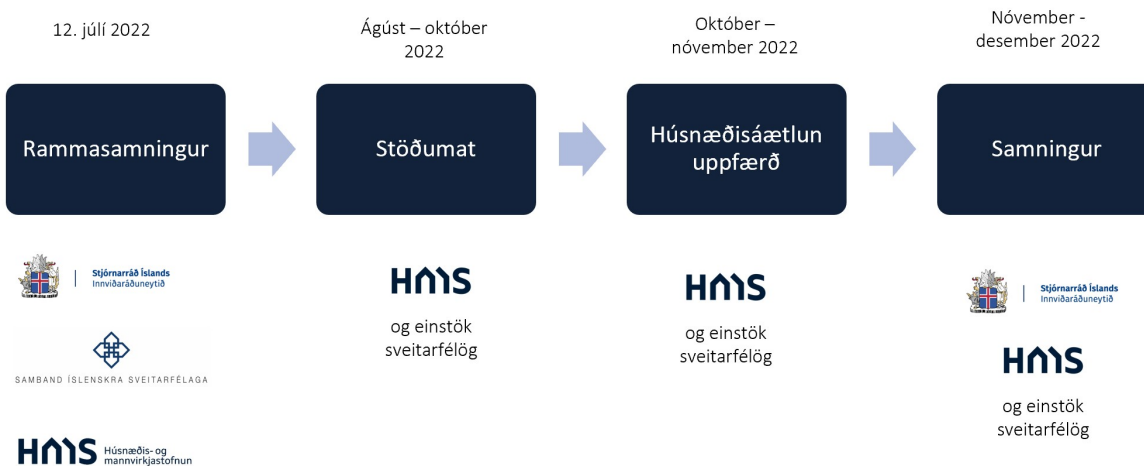 12. júlí 2022
Ágúst – október
2022
Október –
nóvember 2022
Nóvember -
desember 2022
Rammasamningur
Stöðumat
Húsnæðisáætlun
uppfærð
Samningur
Stjórnarráð Íslands
Innviðaráðuneytið
SAMBAND ÍSLENSKRA SVEITARFÉLAGA
HMS Húsnæðis- og
mannvirkjastofnun
HMS
og einstök
sveitarfélög
HMS
og einstök
sveitarfélög
Stjórnarráð Íslands
Innviðaráðuneytið
HMS
og einstök
sveitarfélög